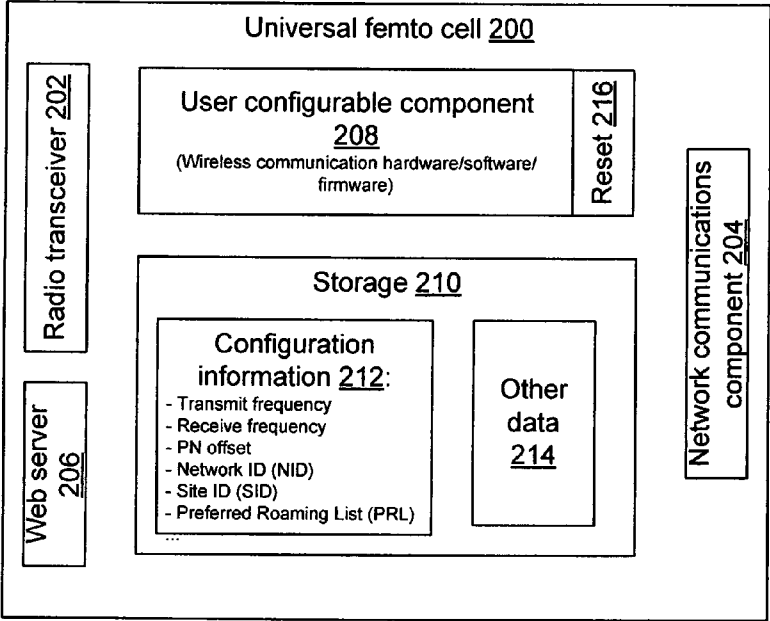 Universal femto cell 200
Radio transceiver 202
User configurable component
208
(Wireless communication hardware/software/
firmware)
Reset 216
Network communications
component 204
Storage 210
Configuration
information 212:
- Transmit frequency
- Receive frequency
- PN offset
- Network ID (NID)
- Site ID (SID)
- Preferred Roaming List (PRL)
...
Other
data
214
Web server
206